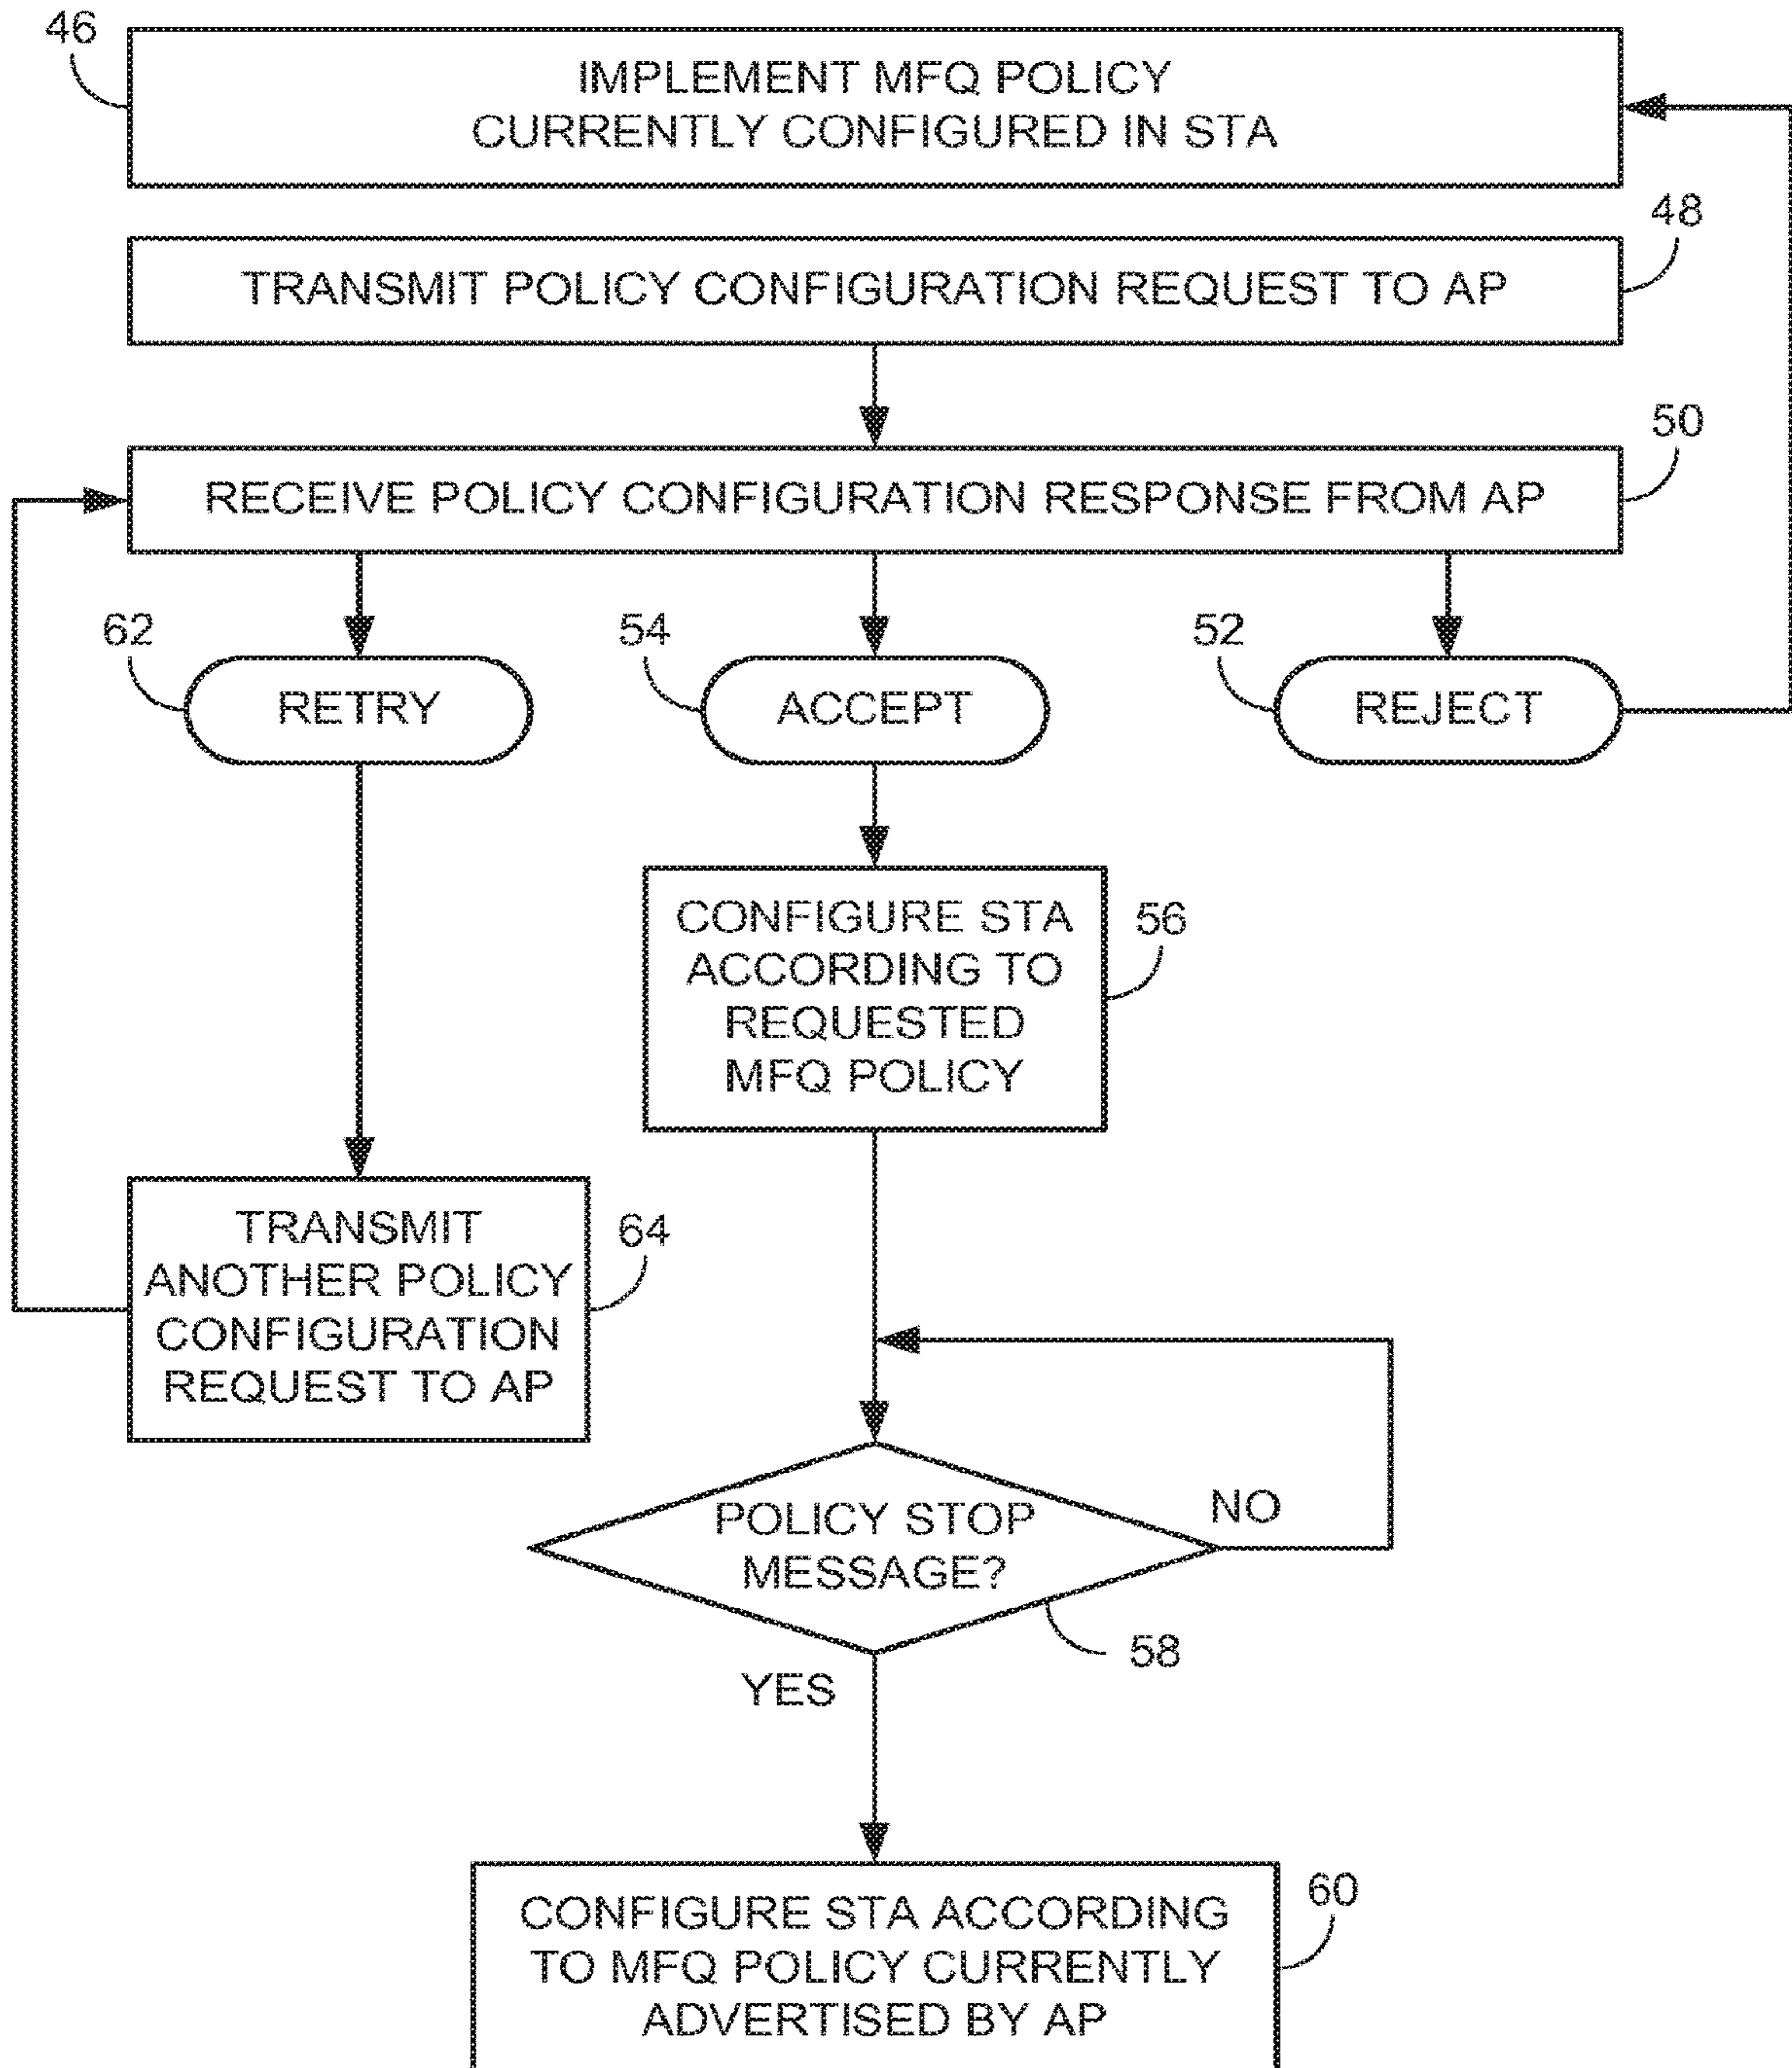 46
IMPLEMENT MFQ POLICY
CURRENTLY CONFIGURED IN STA
48
TRANSMIT POLICY CONFIGURATION REQUEST TO AP
50
RECEIVE POLICY CONFIGURATION RESPONSE FROM AP
62
RETRY
54
ACCEPT
52
REJECT
CONFIGURE STA
ACCORDING TO
REQUESTED
MFQ POLICY
56
TRANSMIT
ANOTHER POLICY
CONFIGURATION
REQUEST TO AP
64
POLICY STOP
MESSAGE?
NO
58
YES
CONFIGURE STA ACCORDING
TO MFQ POLICY CURRENTLY
ADVERTISED BY AP
60